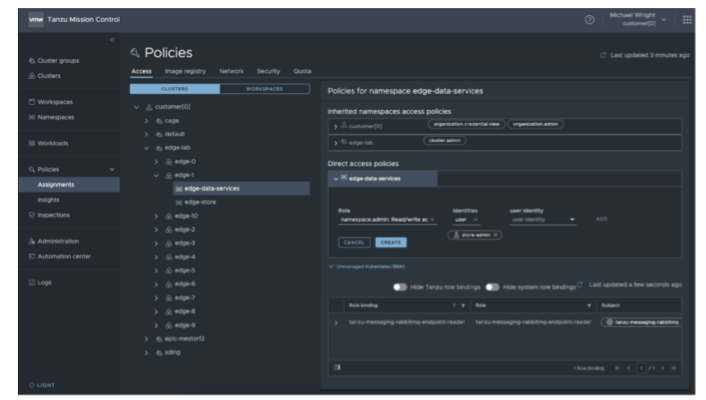 vmw Tanzu Mission Control
Michael Wright
customer[0]
«
Cluster groups
Clusters
Workspaces
Namespaces
Workloads
Policies
Assignments
Insights
Inspections
Administration
Automation center
Logs
LIGHT
Policies
Last updated 3 minutes ago
Access Image registry Network Security Quota
CLUSTERS WORKSPACES
customer[0]
cage
default
edge-lab
edge-0
edge-1
edge-data-services
edge-store
edge-10
edge-2
edge-3
edge-4
edge-5
edge-6
edge-7
edge-8
edge-9
epic-mestorf2
sding
Policies for namespace edge-data-services
Inherited namespaces access policies
customer[0] organization.credential.view organization.admin
edge-lab cluster.admin
Direct access policies
edge-data-services
Role Identities user identity
namespace.admin: Read/write ac user user identity ADD
store-admin ×
CANCEL CREATE
Unmanaged Kubernetes RBAC
Hide Tanzu role bindings Hide system role bindings Last updated a few seconds ago
Role binding Role Subject
tanzu-messaging-rabbitmq-endpoint-reader tanzu-messaging-rabbitmq-endpoint-reader tanzu-messaging-rabbitmq
1 Role binding 1 / 1